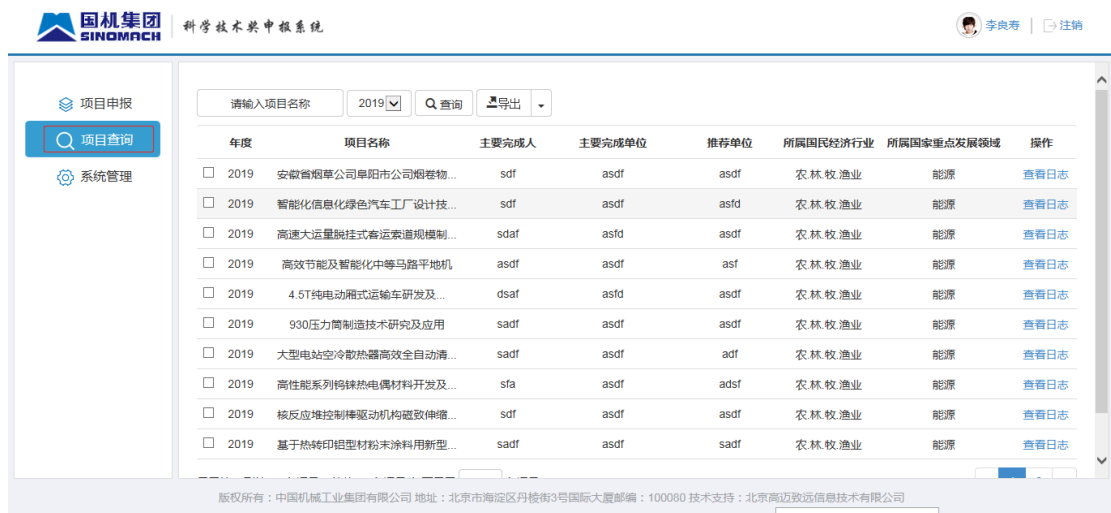 国机集团 SINOMACH 科学技术奖申报系统 李良寿 注销
项目申报
项目查询
系统管理
请输入项目名称 2019 查询 导出
年度 项目名称 主要完成人 主要完成单位 推荐单位 所属国民经济行业 所属国家重点发展领域 操作
2019 安徽省烟草公司阜阳市公司烟卷物... sdf asdf asdf 农.林.牧.渔业 能源 查看日志
2019 智能化信息化绿色汽车工厂设计技... sdf asdf asfd 农.林.牧.渔业 能源 查看日志
2019 高速大运量脱挂式客运索道规模制... sdaf asfd asdf 农.林.牧.渔业 能源 查看日志
2019 高效节能及智能化中等马路平地机 asdf asdf asf 农.林.牧.渔业 能源 查看日志
2019 4.5T纯电动厢式运输车研发及... dsaf asfd asdf 农.林.牧.渔业 能源 查看日志
2019 930压力筒制造技术研究及应用 sadf asdf asdf 农.林.牧.渔业 能源 查看日志
2019 大型电站空冷散热器高效全自动清... sadf asdf adf 农.林.牧.渔业 能源 查看日志
2019 高性能系列钨铼热电偶材料开发及... sfa asdf adsf 农.林.牧.渔业 能源 查看日志
2019 核反应堆控制棒驱动机构磁致伸缩... sdf asdf asdf 农.林.牧.渔业 能源 查看日志
2019 基于热转印铝型材粉末涂料用新型... sadf asdf sadf 农.林.牧.渔业 能源 查看日志
版权所有：中国机械工业集团有限公司 地址：北京市海淀区丹棱街3号国际大厦邮编：100080 技术支持：北京高迈致远信息技术有限公司